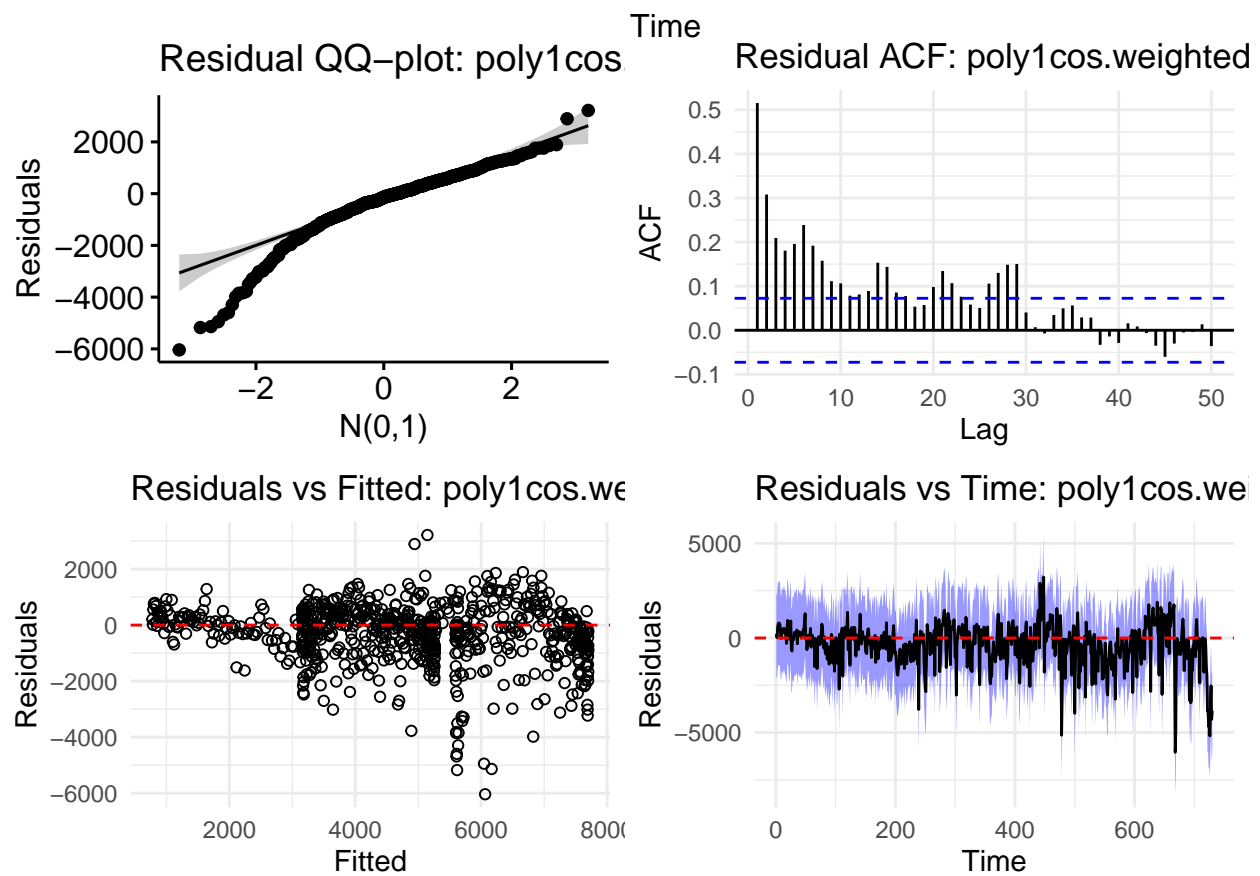 Time
Residual QQ−plot: poly1cos.
Residuals
2000
0
−2000
−4000
−6000
−2 0 2
N(0,1)
Residual ACF: poly1cos.weighted
ACF
0.5
0.4
0.3
0.2
0.1
0.0
−0.1
0 10 20 30 40 50
Lag
Residuals vs Fitted: poly1cos.we
Residuals
2000
0
−2000
−4000
−6000
2000 4000 6000 8000
Fitted
Residuals vs Time: poly1cos.wei
Residuals
5000
0
−5000
0 200 400 600
Time